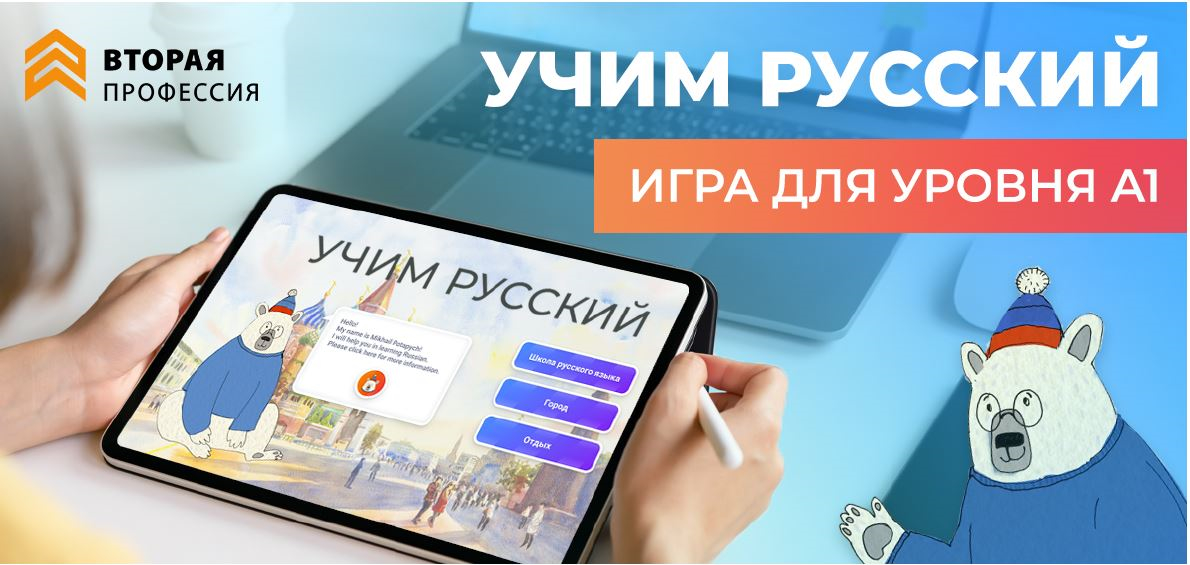 ВТОРАЯ
ПРОФЕССИЯ
УЧИМ РУССКИЙ
ИГРА ДЛЯ УРОВНЯ А1
УЧИМ РУССКИЙ
Hello!
My name is Mikhail Potapych!
I will help you in learning Russian.
Please click here for more information.
Школа русского языка
Город
Отдых